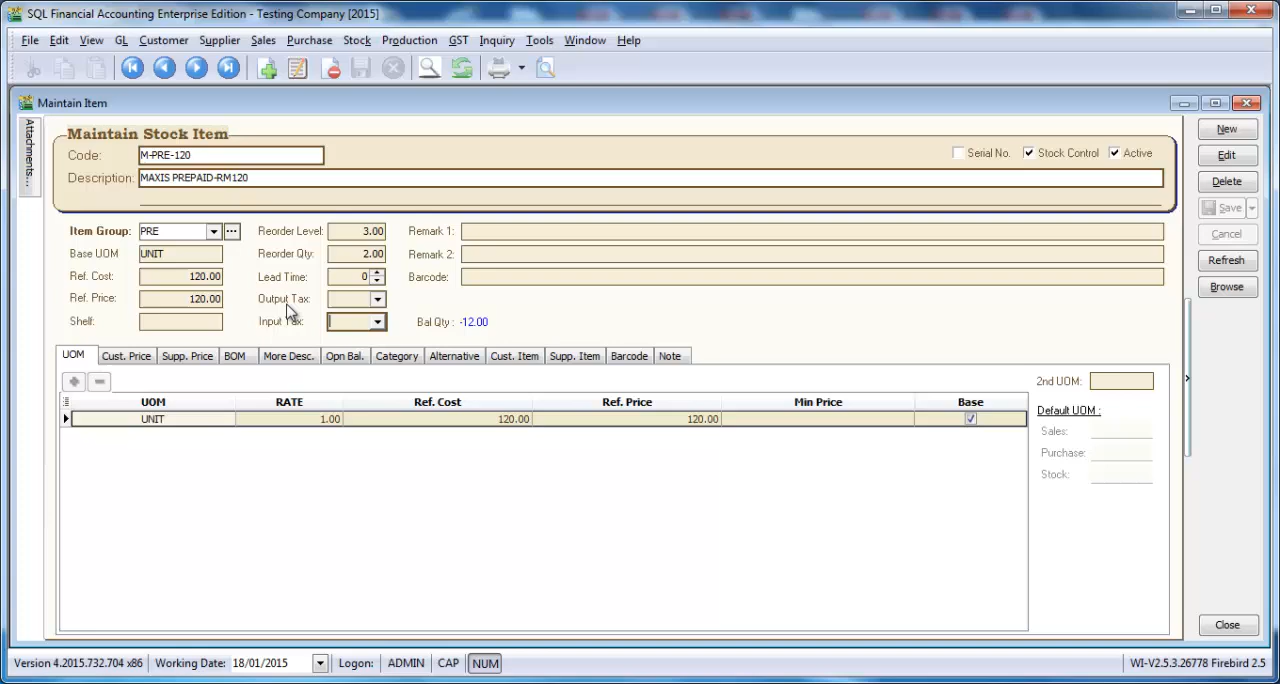 SQL Financial Accounting Enterprise Edition - Testing Company [2015]
File Edit View GL Customer Supplier Sales Purchase Stock Production GST Inquiry Tools Window Help
Maintain Item
Attachments...
Maintain Stock Item
Code: M-PRE-120
Serial No. Stock Control Active
Description: MAXIS PREPAID-RM120
Item Group: PRE Reorder Level: 3.00 Remark 1:
Base UOM UNIT Reorder Qty: 2.00 Remark 2:
Ref. Cost: 120.00 Lead Time: 0 Barcode:
Ref. Price: 120.00 Output Tax:
Shelf: Input Tax: Bal Qty : -12.00
UOM Cust. Price Supp. Price BOM More Desc. Opn Bal. Category Alternative Cust. Item Supp. Item Barcode Note
2nd UOM:
UOM RATE Ref. Cost Ref. Price Min Price Base
UNIT 1.00 120.00 120.00
Default UOM :
Sales:
Purchase:
Stock:
New
Edit
Delete
Save
Cancel
Refresh
Browse
Close
Version 4.2015.732.704 x86 Working Date: 18/01/2015 Logon: ADMIN CAP NUM WI-V2.5.3.26778 Firebird 2.5